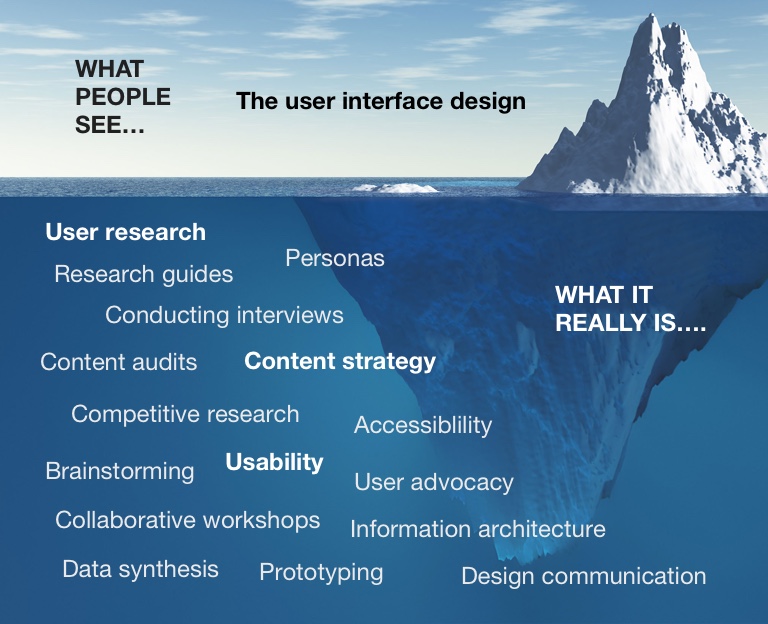 WHAT
PEOPLE
SEE...
The user interface design
User research
Personas
Research guides
WHAT IT
REALLY IS....
Conducting interviews
Content audits
Content strategy
Competitive research
Accessiblility
Usability
Brainstorming
User advocacy
Collaborative workshops
Information architecture
Data synthesis
Prototyping
Design communication